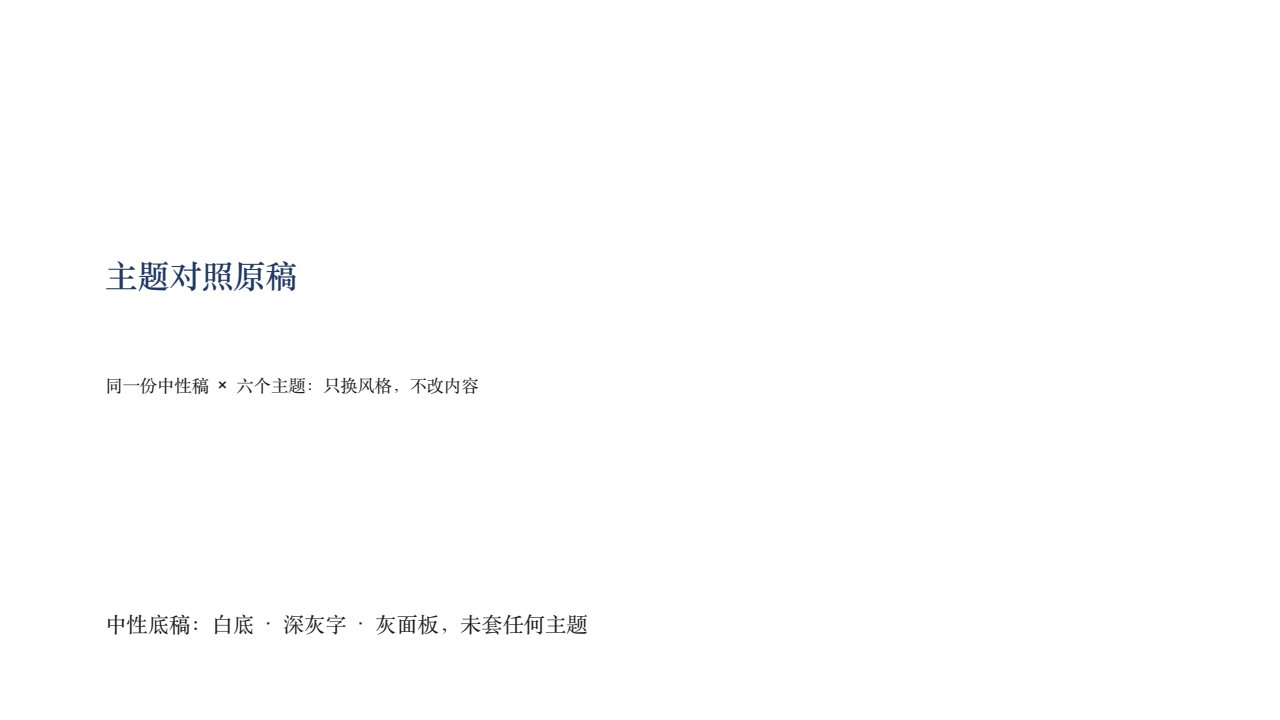 主题对照原稿
同一份中性稿 × 六个主题：只换风格，不改内容
中性底稿：白底 · 深灰字 · 灰面板，未套任何主题